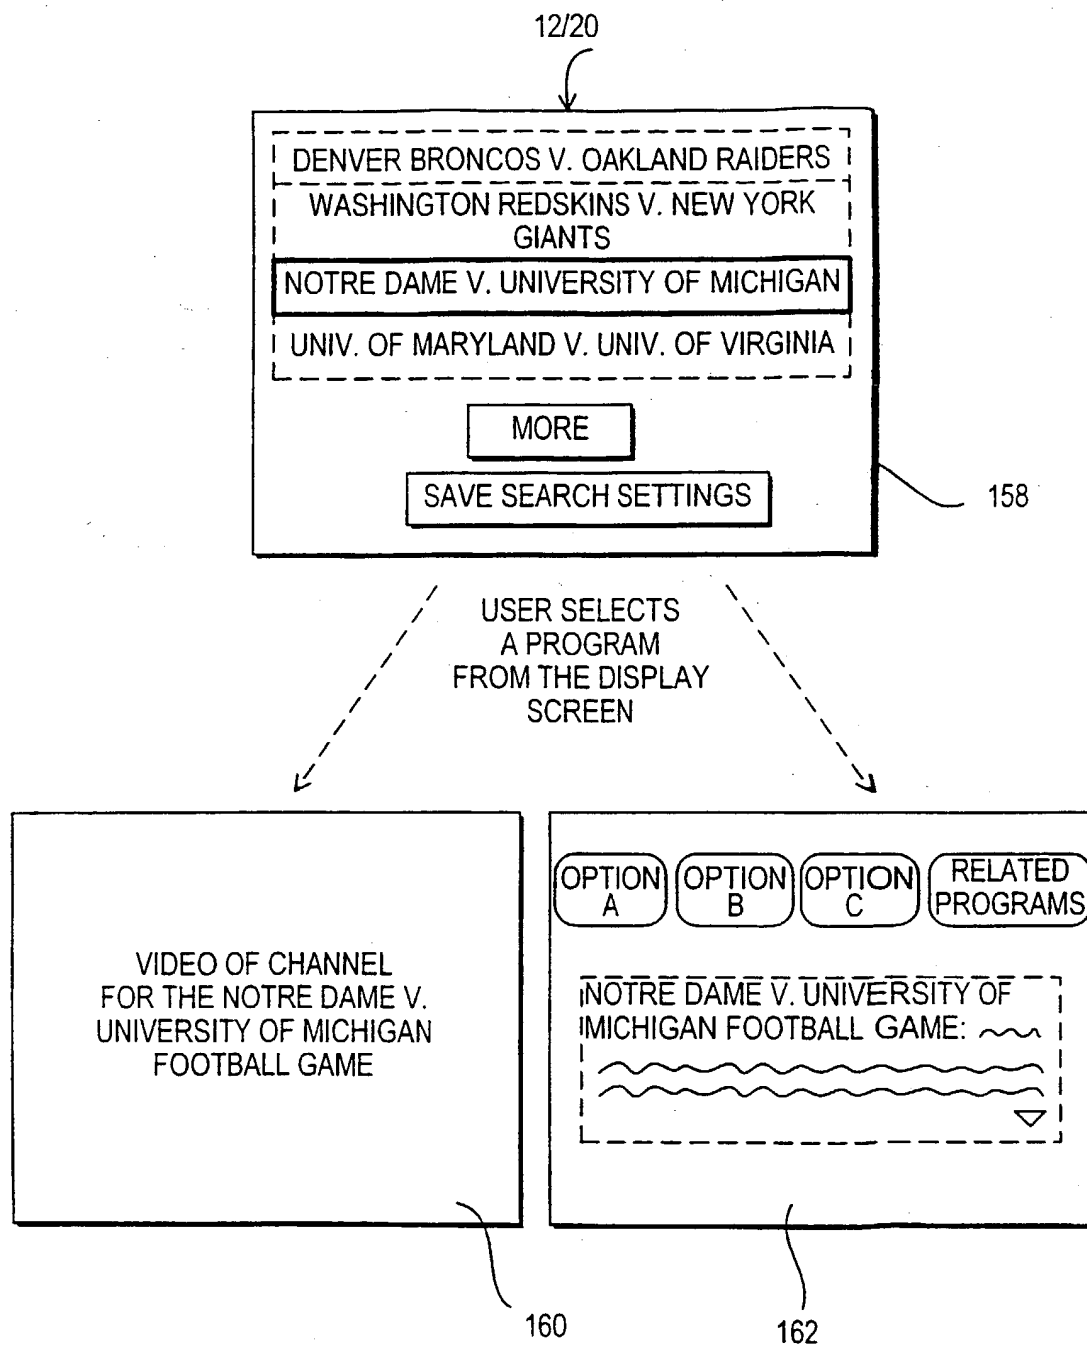 12/20
DENVER BRONCOS V. OAKLAND RAIDERS
WASHINGTON REDSKINS V. NEW YORK
GIANTS
NOTRE DAME V. UNIVERSITY OF MICHIGAN
UNIV. OF MARYLAND V. UNIV. OF VIRGINIA
MORE
SAVE SEARCH SETTINGS
158
USER SELECTS
A PROGRAM
FROM THE DISPLAY
SCREEN
VIDEO OF CHANNEL
FOR THE NOTRE DAME V.
UNIVERSITY OF MICHIGAN
FOOTBALL GAME
160
OPTION
A
OPTION
B
OPTION
C
RELATED
PROGRAMS
NOTRE DAME V. UNIVERSITY OF
MICHIGAN FOOTBALL GAME:
162